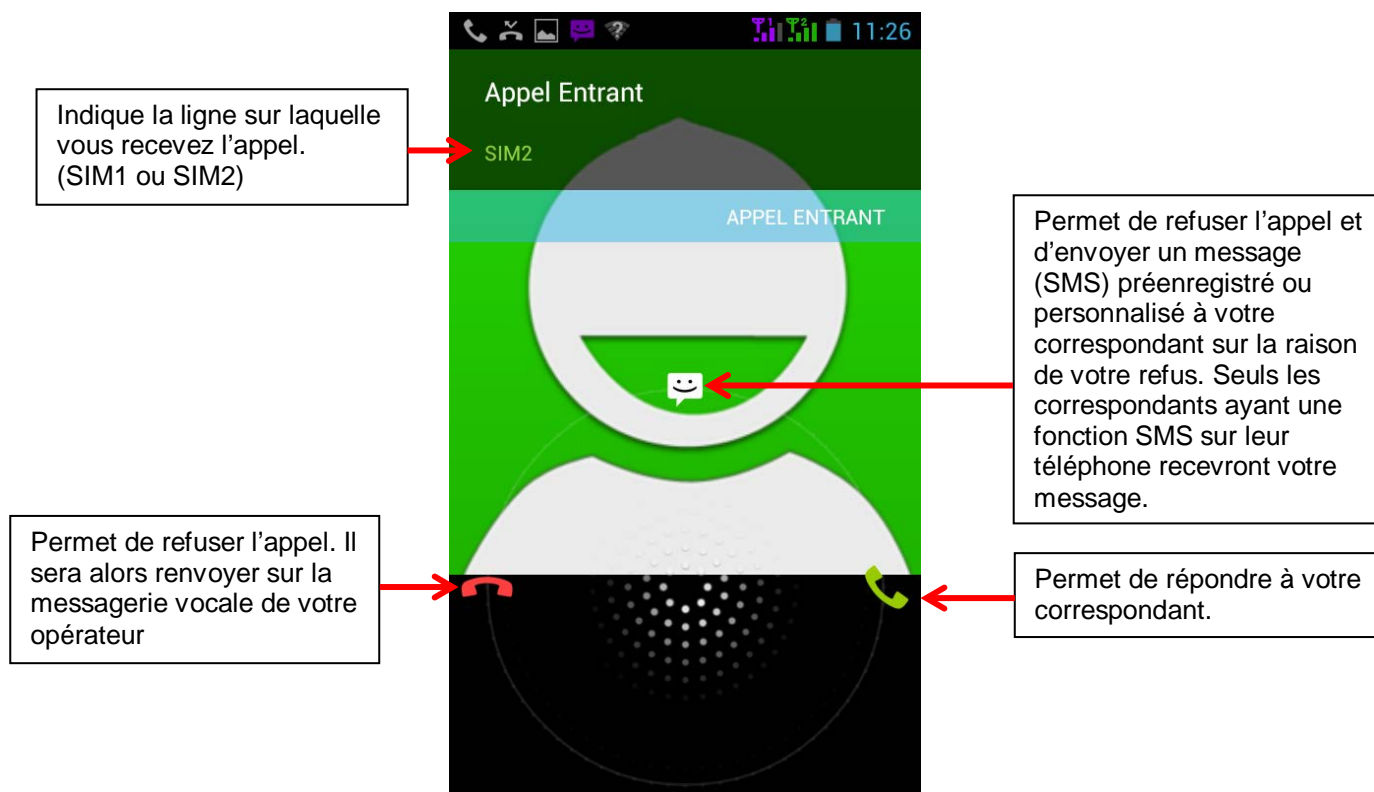 11:26
Appel Entrant
SIM2
APPEL ENTRANT
Indique la ligne sur laquelle
vous recevez l’appel.
(SIM1 ou SIM2)
Permet de refuser l’appel et
d’envoyer un message
(SMS) préenregistré ou
personnalisé à votre
correspondant sur la raison
de votre refus. Seuls les
correspondants ayant une
fonction SMS sur leur
téléphone recevront votre
message.
Permet de refuser l’appel. Il
sera alors renvoyer sur la
messagerie vocale de votre
opérateur
Permet de répondre à votre
correspondant.